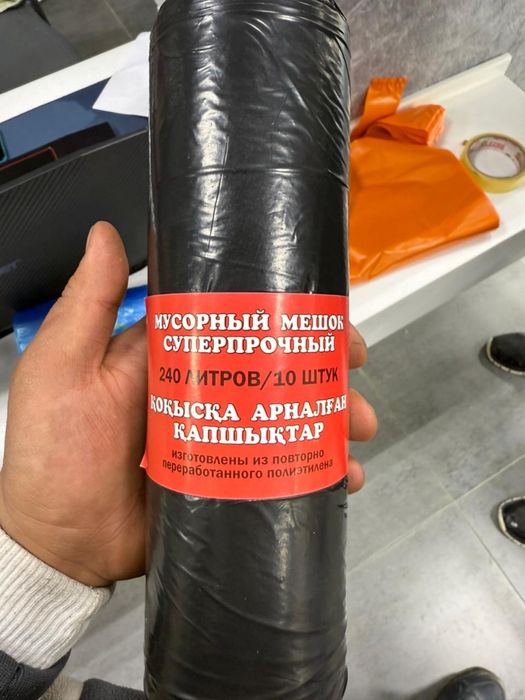 МУСОРНЫЙ МЕШОК
СУПЕРПРОЧНЫЙ
240 ЛИТРОВ/10 ШТУК
ҚОҚЫСҚА АРНАЛҒАН
ҚАПШЫҚТАР
изготовлены из повторно
переработанного полиэтилена